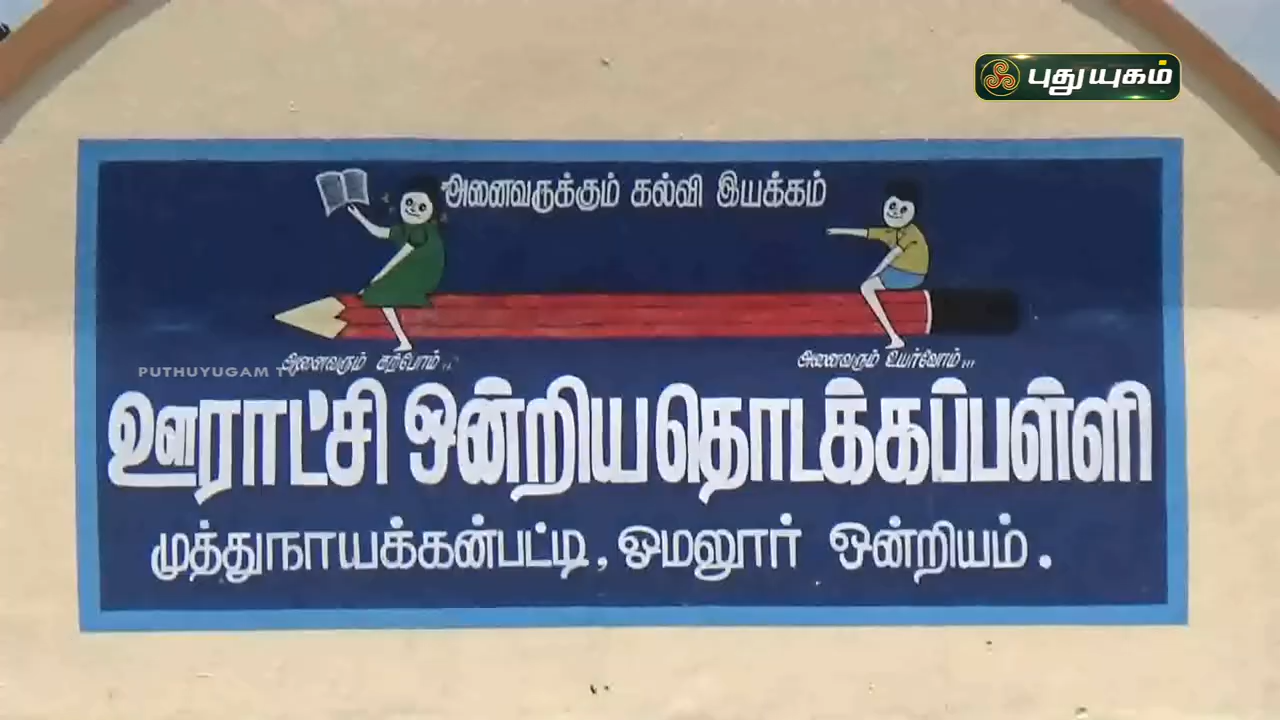 புதுயுகம்
அனைவருக்கும் கல்வி இயக்கம்
அனைவரும் கற்போம்..
அனைவரும் உயர்வோம்...
PUTHUYUGAM TV
ஊராட்சி ஒன்றிய தொடக்கப்பள்ளி
முத்துநாயக்கன்பட்டி, ஓமலூர் ஒன்றியம்.